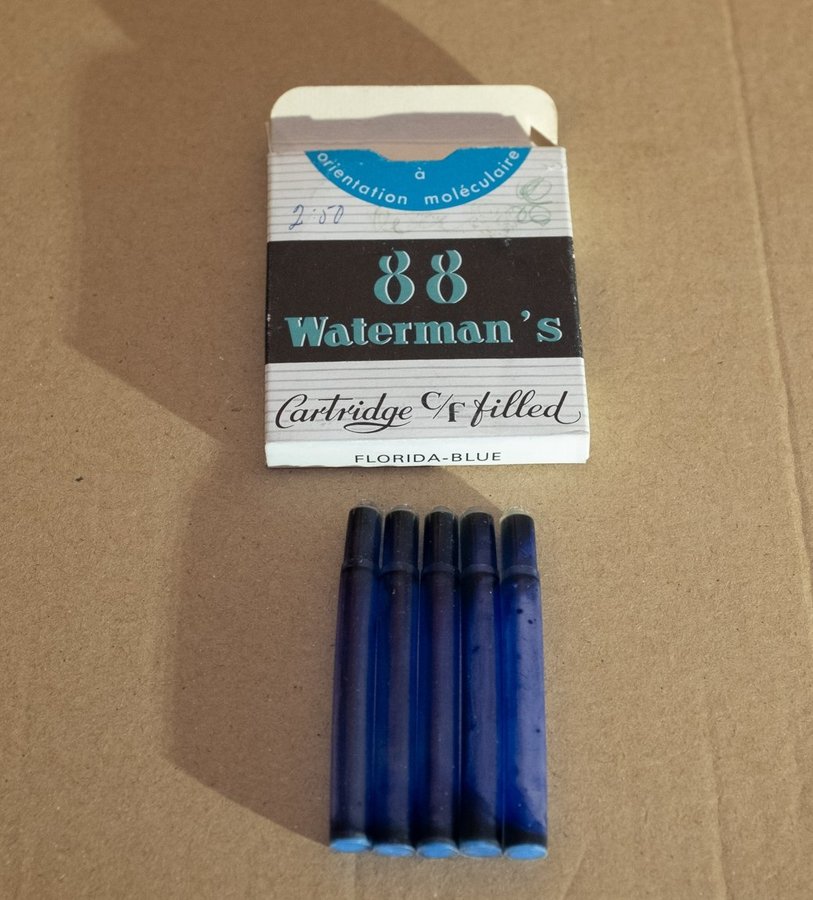 à
orientation moléculaire
2.50
88
Waterman's
Cartridge c/f filled
FLORIDA-BLUE